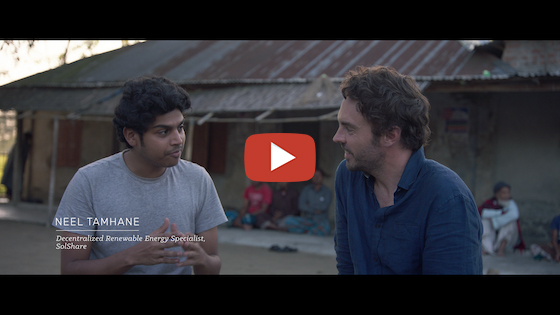 NEEL TAMHANE
Decentralized Renewable Energy Specialist,
SolShare